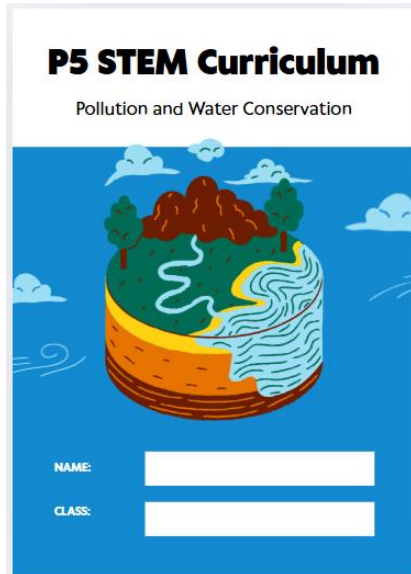 P5 STEM Curriculum
Pollution and Water Conservation
NAME:
CLASS: